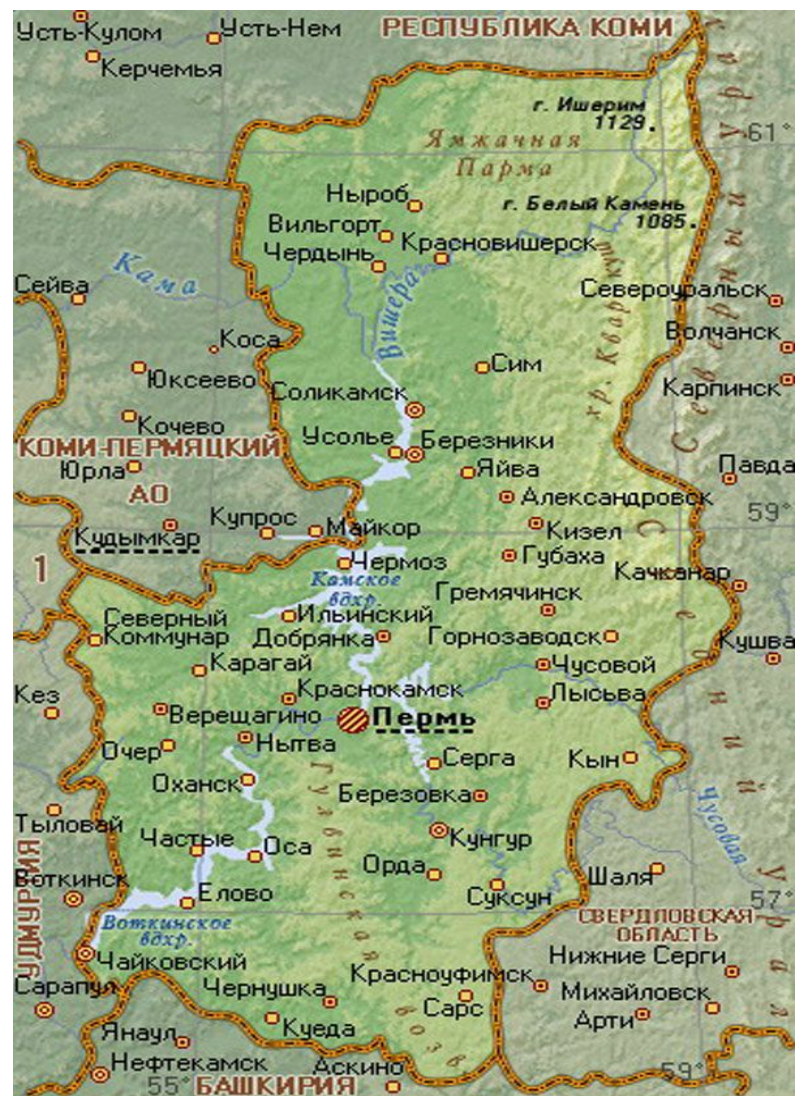 Усть-Кулом
Усть-Нем
РЕСПУБЛИКА КОМИ
Керчемья
г. Ишерим
1129.
Ямжачная
Парма
61°
Ныроб
г. Белый Камень
1085.
Вильгорт
Чердынь
Красновишерск
Кама
Вишера
Сейва
Североуральск
Коса
Волчанск
хр. Кваркуш
Юксеево
Сим
Карпинск
Соликамск
Кочево
КОМИ-ПЕРМЯЦКИЙ
АО
Усолье
Березники
Юрла
Яйва
Павда
Александровск
59°
Кудымкар
Купрос
Майкор
Кизел
1
Чермоз
Губаха
Качканар
Камское
вдхр.
Гремячинск
Северный
Коммунар
Ильинский
Добрянка
Горнозаводск
Кушва
Карагай
Чусовой
Кез
Краснокамск
Лысьва
Верещагино
Пермь
Очер
Нытва
Серга
Кын
Оханск
Березовка
Чусовая
Тыловай
Частые
Оса
Кунгур
Орда
Шаля
Воткинск
Елово
Суксун
57°
УДМУРТИЯ
Воткинское
вдхр.
СВЕРДЛОВСКАЯ
ОБЛАСТЬ
Чайковский
Нижние Серги
Сарапул
Чернушка
Красноуфимск
Сарс
Михайловск
Арти
Янаул
Куеда
Нефтекамск
Аскино
55°
БАШКИРИЯ
59°
Северный Урал
Средний Урал